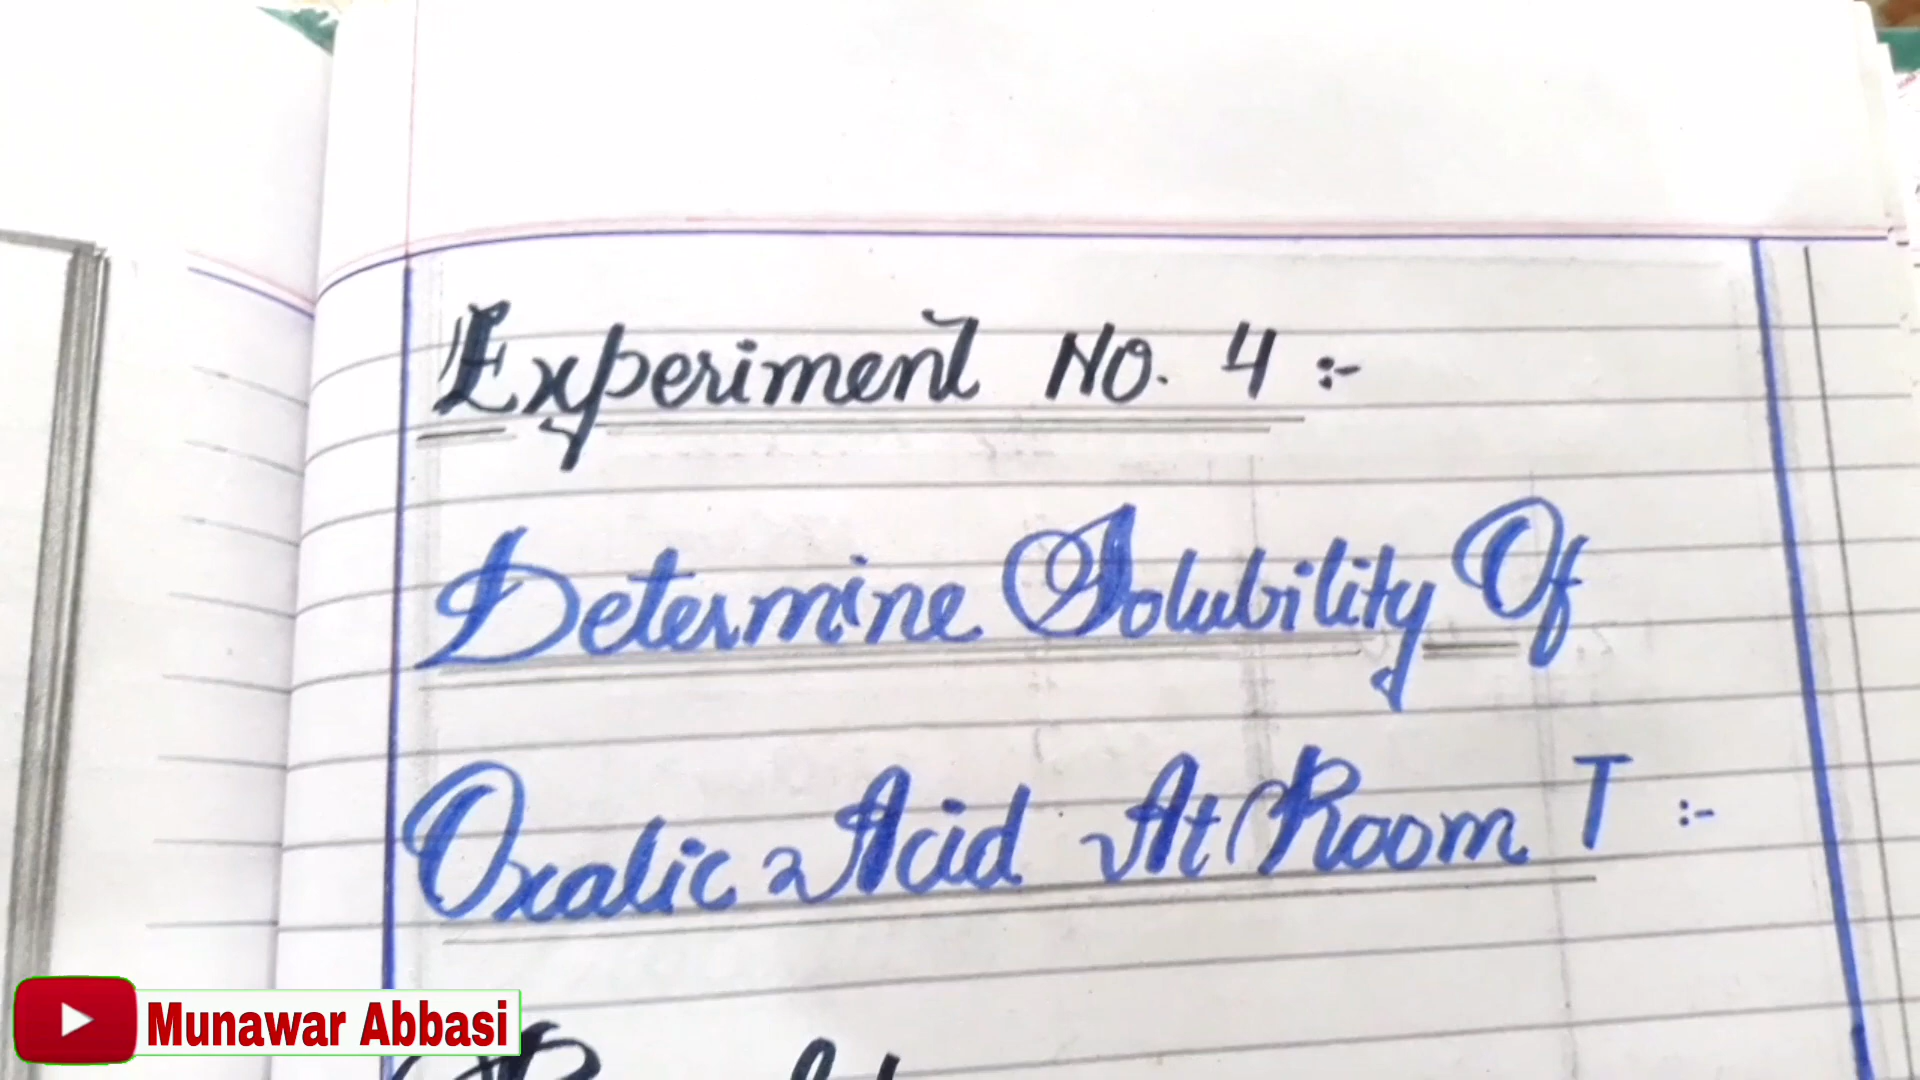 Experiment No. 4 :-
Determine Solubility Of
Oxalic Acid At Room T :-
Munawar Abbasi